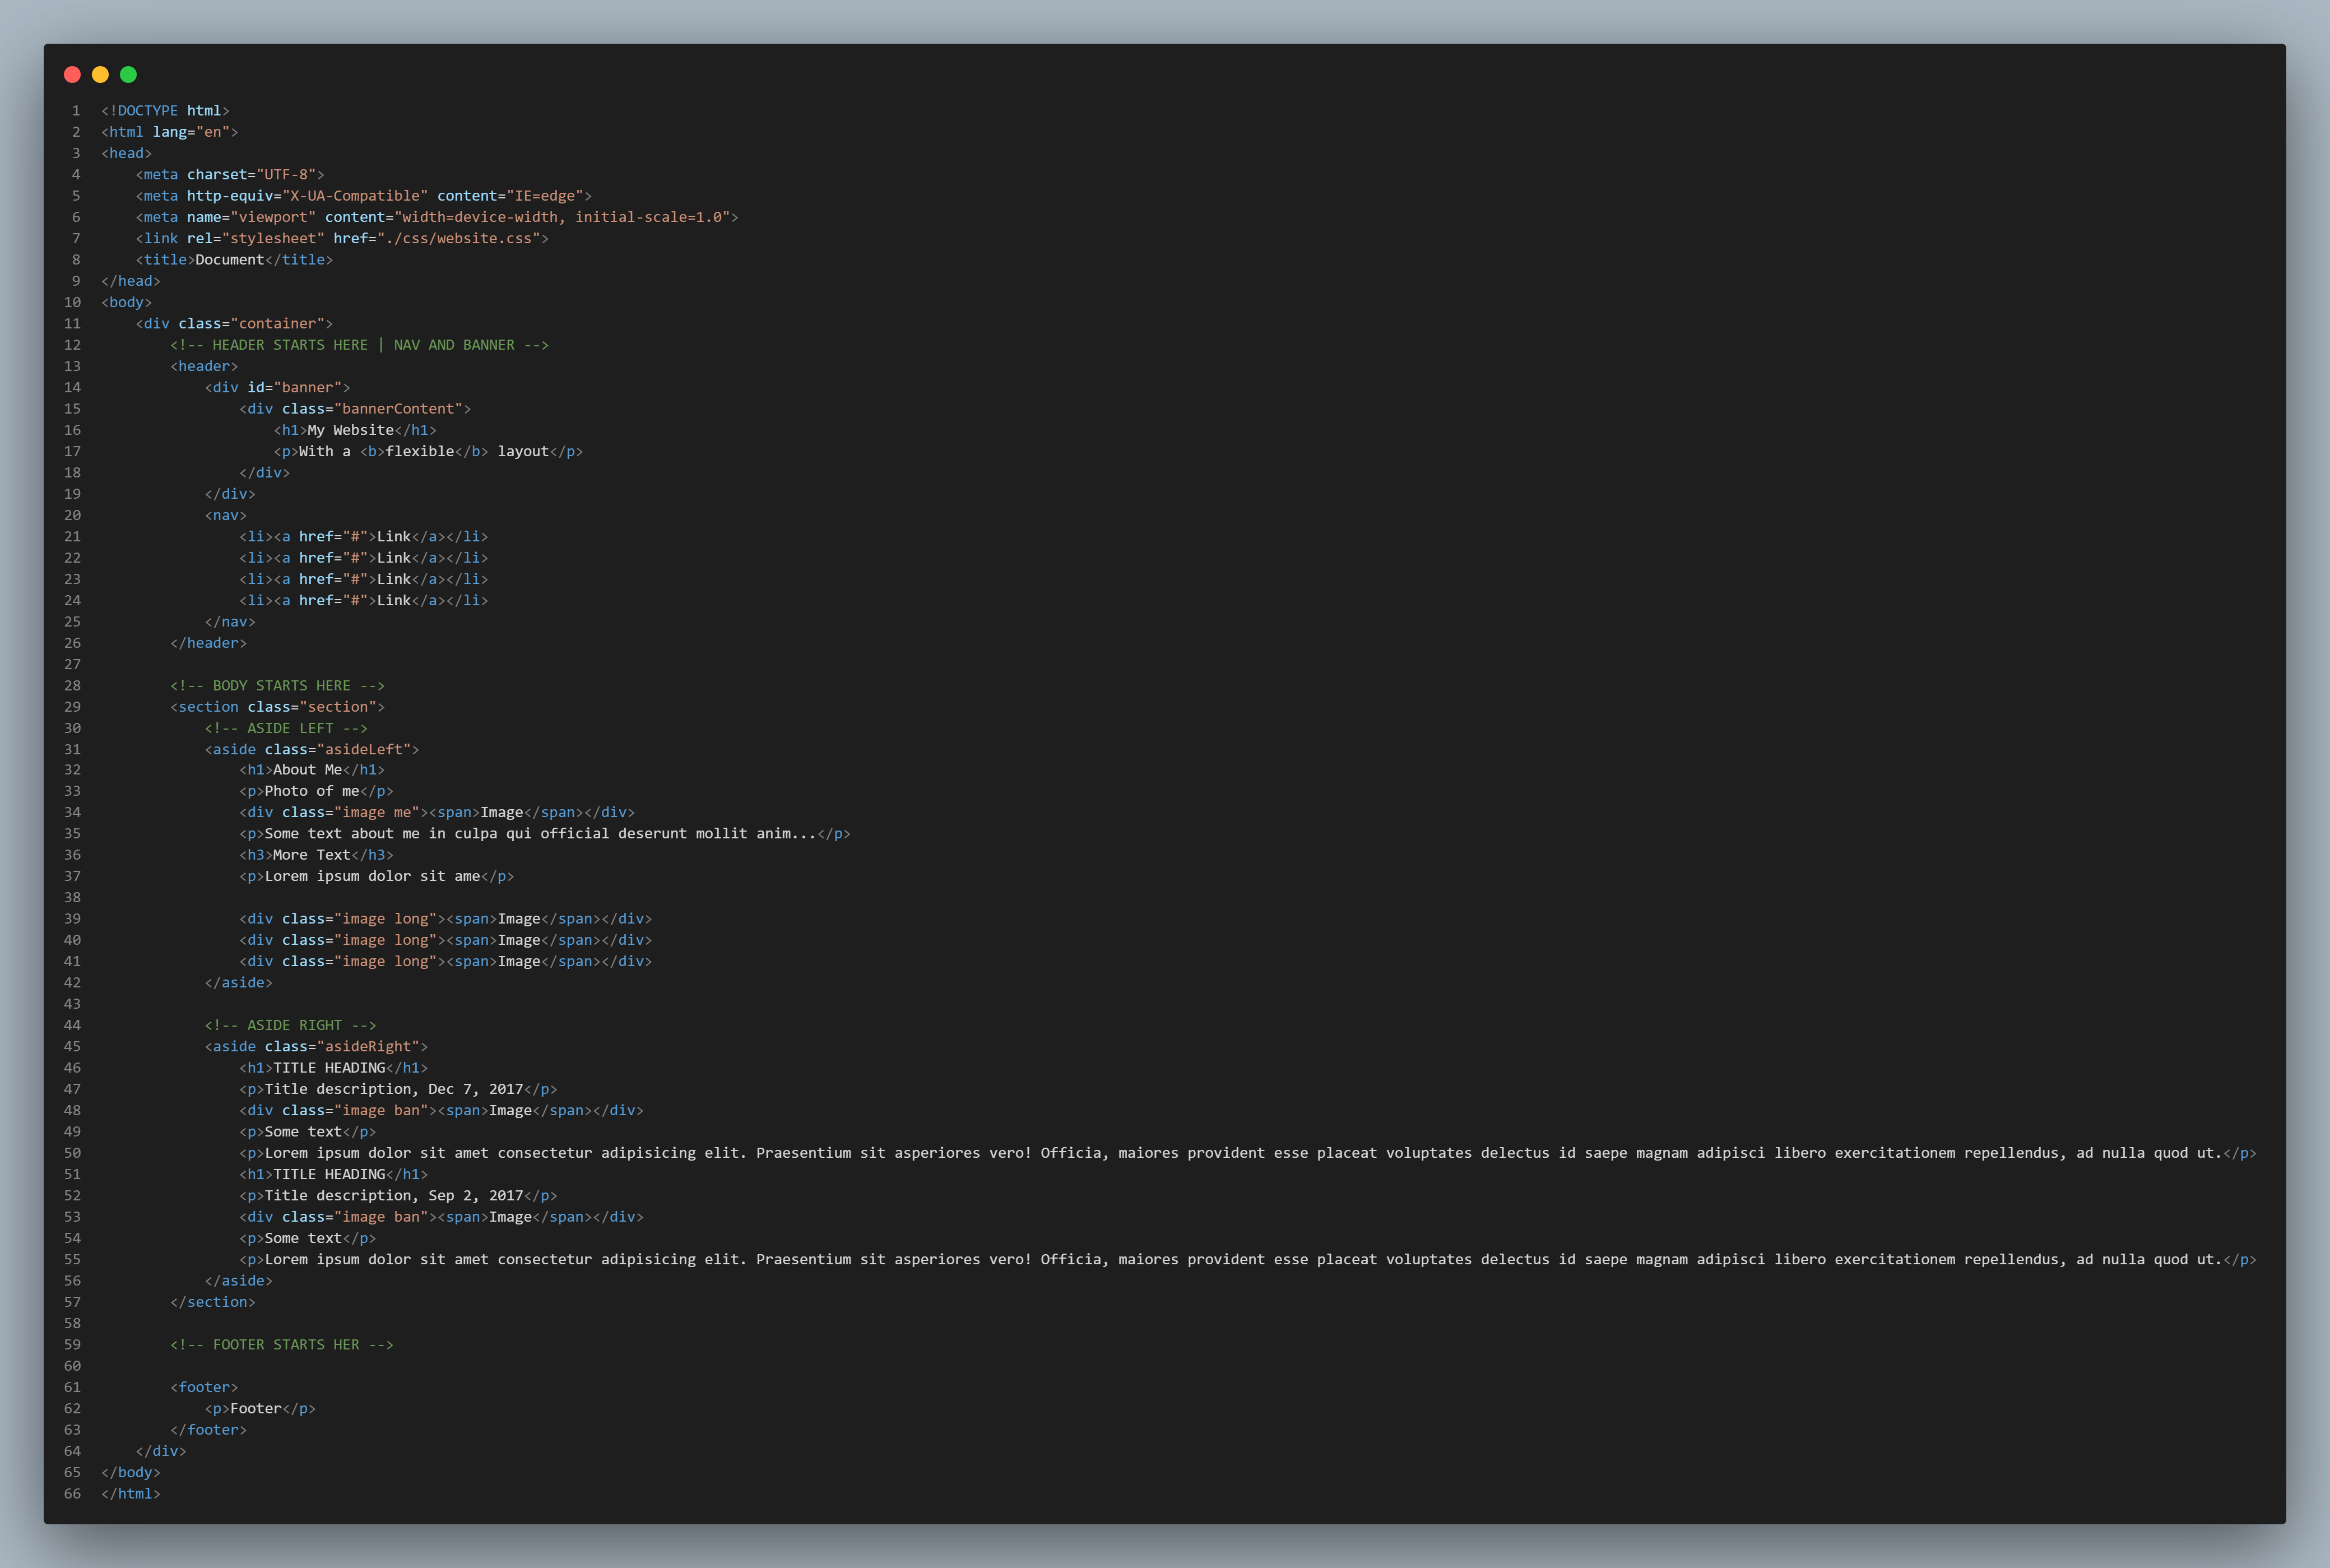 1 <!DOCTYPE html>
2 <html lang="en">
3 <head>
4     <meta charset="UTF-8">
5     <meta http-equiv="X-UA-Compatible" content="IE=edge">
6     <meta name="viewport" content="width=device-width, initial-scale=1.0">
7     <link rel="stylesheet" href="./css/website.css">
8     <title>Document</title>
9 </head>
10 <body>
11     <div class="container">
12         <!-- HEADER STARTS HERE | NAV AND BANNER -->
13         <header>
14             <div id="banner">
15                 <div class="bannerContent">
16                     <h1>My Website</h1>
17                     <p>With a <b>flexible</b> layout</p>
18                 </div>
19             </div>
20             <nav>
21                 <li><a href="#">Link</a></li>
22                 <li><a href="#">Link</a></li>
23                 <li><a href="#">Link</a></li>
24                 <li><a href="#">Link</a></li>
25             </nav>
26         </header>
27
28         <!-- BODY STARTS HERE -->
29         <section class="section">
30             <!-- ASIDE LEFT -->
31             <aside class="asideLeft">
32                 <h1>About Me</h1>
33                 <p>Photo of me</p>
34                 <div class="image me"><span>Image</span></div>
35                 <p>Some text about me in culpa qui official deserunt mollit anim...</p>
36                 <h3>More Text</h3>
37                 <p>Lorem ipsum dolor sit ame</p>
38
39                 <div class="image long"><span>Image</span></div>
40                 <div class="image long"><span>Image</span></div>
41                 <div class="image long"><span>Image</span></div>
42             </aside>
43
44             <!-- ASIDE RIGHT -->
45             <aside class="asideRight">
46                 <h1>TITLE HEADING</h1>
47                 <p>Title description, Dec 7, 2017</p>
48                 <div class="image ban"><span>Image</span></div>
49                 <p>Some text</p>
50                 <p>Lorem ipsum dolor sit amet consectetur adipisicing elit. Praesentium sit asperiores vero! Officia, maiores provident esse placeat voluptates delectus id saepe magnam adipisci libero exercitationem repellendus, ad nulla quod ut.</p>
51                 <h1>TITLE HEADING</h1>
52                 <p>Title description, Sep 2, 2017</p>
53                 <div class="image ban"><span>Image</span></div>
54                 <p>Some text</p>
55                 <p>Lorem ipsum dolor sit amet consectetur adipisicing elit. Praesentium sit asperiores vero! Officia, maiores provident esse placeat voluptates delectus id saepe magnam adipisci libero exercitationem repellendus, ad nulla quod ut.</p>
56             </aside>
57         </section>
58
59         <!-- FOOTER STARTS HER -->
60
61         <footer>
62             <p>Footer</p>
63         </footer>
64     </div>
65 </body>
66 </html>